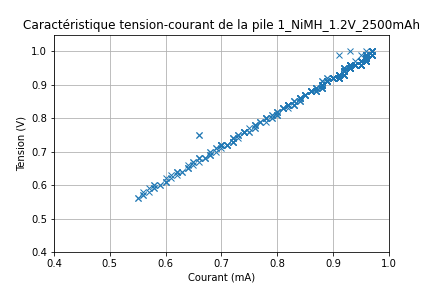 Caractéristique tension-courant de la pile 1_NiMH_1.2V_2500mAh
Tension (V)
1.0
0.9
0.8
0.7
0.6
0.5
0.4
0.4 0.5 0.6 0.7 0.8 0.9 1.0
Courant (mA)